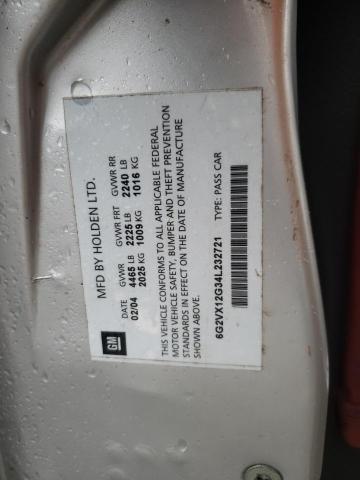 MFD BY HOLDEN LTD.
DATE GVWR GVWR FRT GVWR RR
02/04 4465 LB 2225 LB 2240 LB
2025 KG 1009 KG 1016 KG
GM
THIS VEHICLE CONFORMS TO ALL APPLICABLE FEDERAL
MOTOR VEHICLE SAFETY, BUMPER AND THEFT PREVENTION
STANDARDS IN EFFECT ON THE DATE OF MANUFACTURE
SHOWN ABOVE.
6G2VX12G34L232721 TYPE: PASS CAR